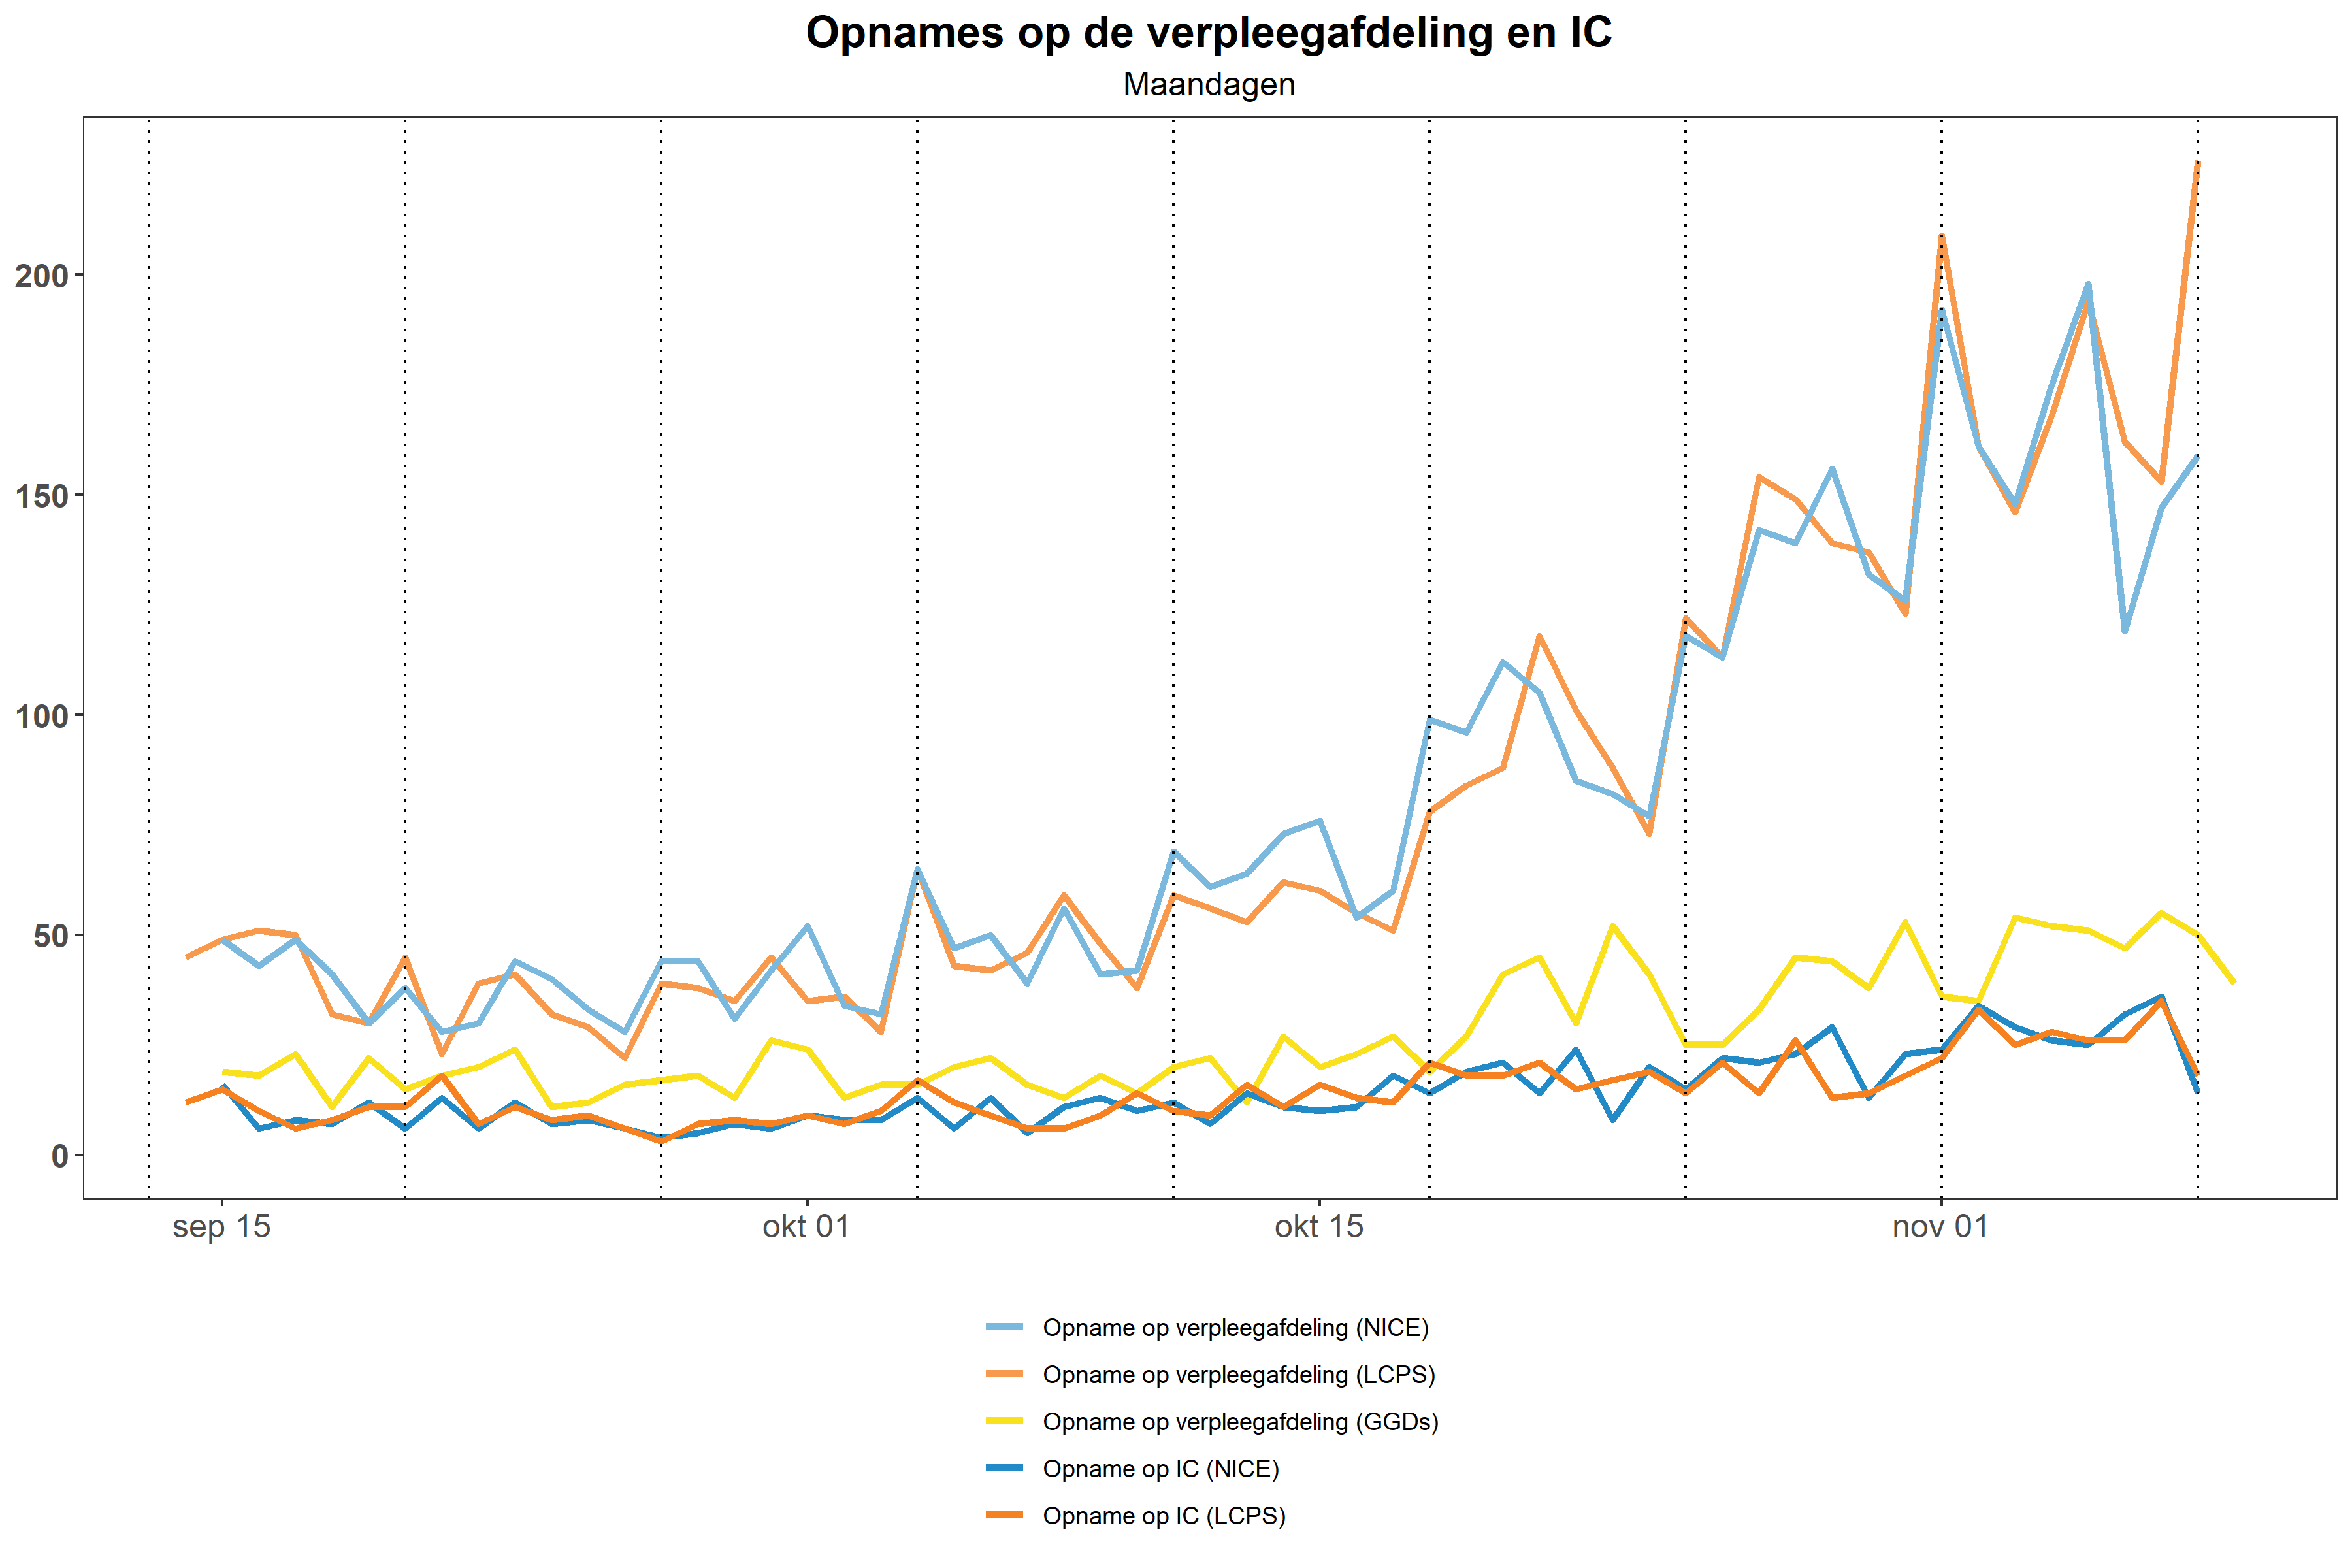 Opnames op de verpleegafdeling en IC
Maandagen
200
150
100
50
0
sep 15 okt 01 okt 15 nov 01
Opname op verpleegafdeling (NICE)
Opname op verpleegafdeling (LCPS)
Opname op verpleegafdeling (GGDs)
Opname op IC (NICE)
Opname op IC (LCPS)